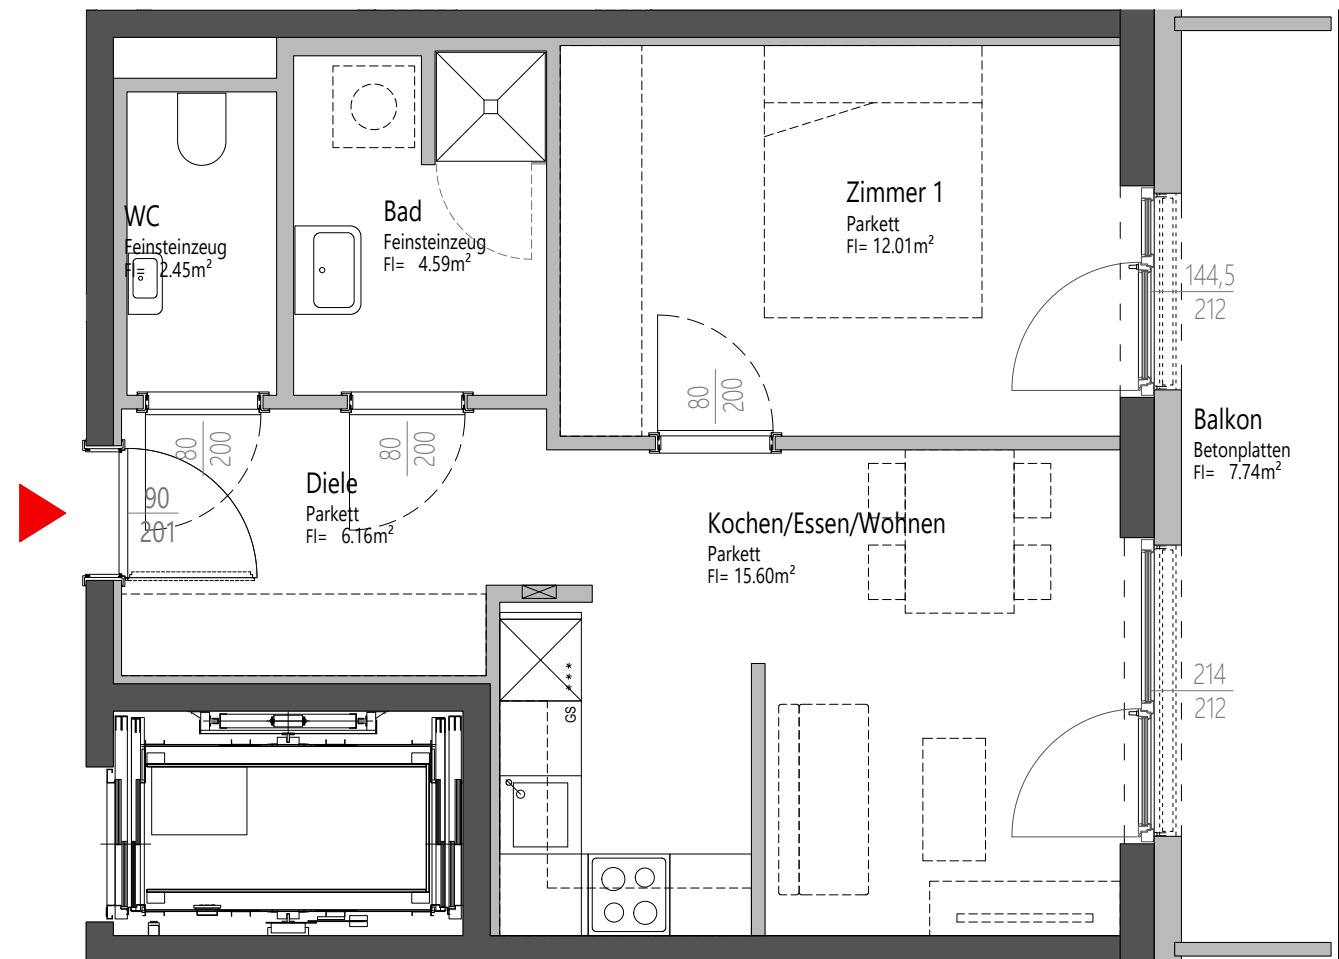 WC
Feinsteinzeug
Fl= 2.45m²
Bad
Feinsteinzeug
Fl= 4.59m²
Zimmer 1
Parkett
Fl= 12.01m²
144,5
212
80
200
Balkon
Betonplatten
Fl= 7.74m²
80
200
80
200
90
201
Diele
Parkett
Fl= 6.16m²
Kochen/Essen/Wohnen
Parkett
Fl= 15.60m²
***
GS
214
212